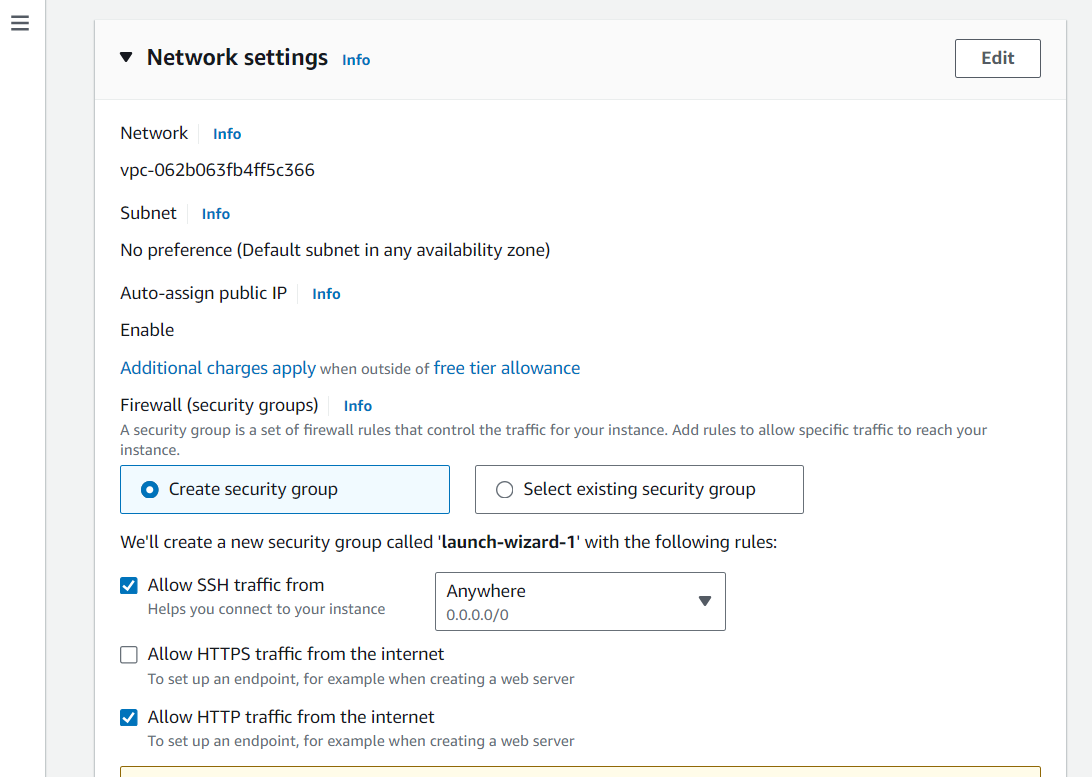 Network settings Info
Edit
Network Info
vpc-062b063fb4ff5c366
Subnet Info
No preference (Default subnet in any availability zone)
Auto-assign public IP Info
Enable
Additional charges apply when outside of free tier allowance
Firewall (security groups) Info
A security group is a set of firewall rules that control the traffic for your instance. Add rules to allow specific traffic to reach your
instance.
Create security group
Select existing security group
We'll create a new security group called 'launch-wizard-1' with the following rules:
Allow SSH traffic from
Helps you connect to your instance
Anywhere
0.0.0.0/0
Allow HTTPS traffic from the internet
To set up an endpoint, for example when creating a web server
Allow HTTP traffic from the internet
To set up an endpoint, for example when creating a web server